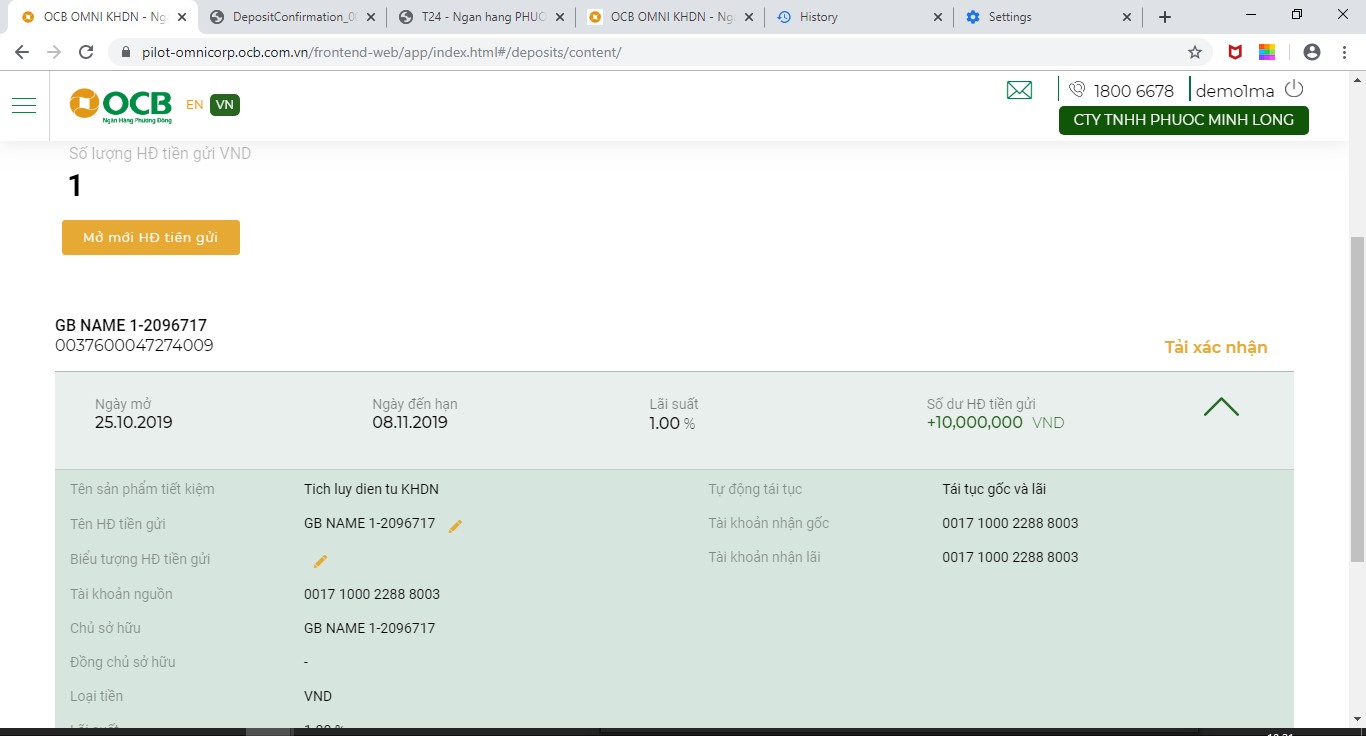 OCB OMNI KHDN - Ng
DepositConfirmation_0
T24 - Ngan hang PHUO
OCB OMNI KHDN - Ng
History
Settings
pilot-omnicorp.ocb.com.vn/frontend-web/app/index.html#/deposits/content/
OCB
Ngân Hàng Phương Đông
EN
VN
1800 6678
demo1ma
CTY TNHH PHUOC MINH LONG
Số lượng HĐ tiền gửi VND
1
Mở mới HĐ tiền gửi
GB NAME 1-2096717
0037600047274009
Tải xác nhận
Ngày mở
25.10.2019
Ngày đến hạn
08.11.2019
Lãi suất
1.00 %
Số dư HĐ tiền gửi
+10,000,000 VND
Tên sản phẩm tiết kiệm Tich luy dien tu KHDN
Tên HĐ tiền gửi GB NAME 1-2096717
Biểu tượng HĐ tiền gửi
Tài khoản nguồn 0017 1000 2288 8003
Chủ sở hữu GB NAME 1-2096717
Đồng chủ sở hữu -
Loại tiền VND
Lãi suất 1.00 %
Tự động tái tục Tái tục gốc và lãi
Tài khoản nhận gốc 0017 1000 2288 8003
Tài khoản nhận lãi 0017 1000 2288 8003